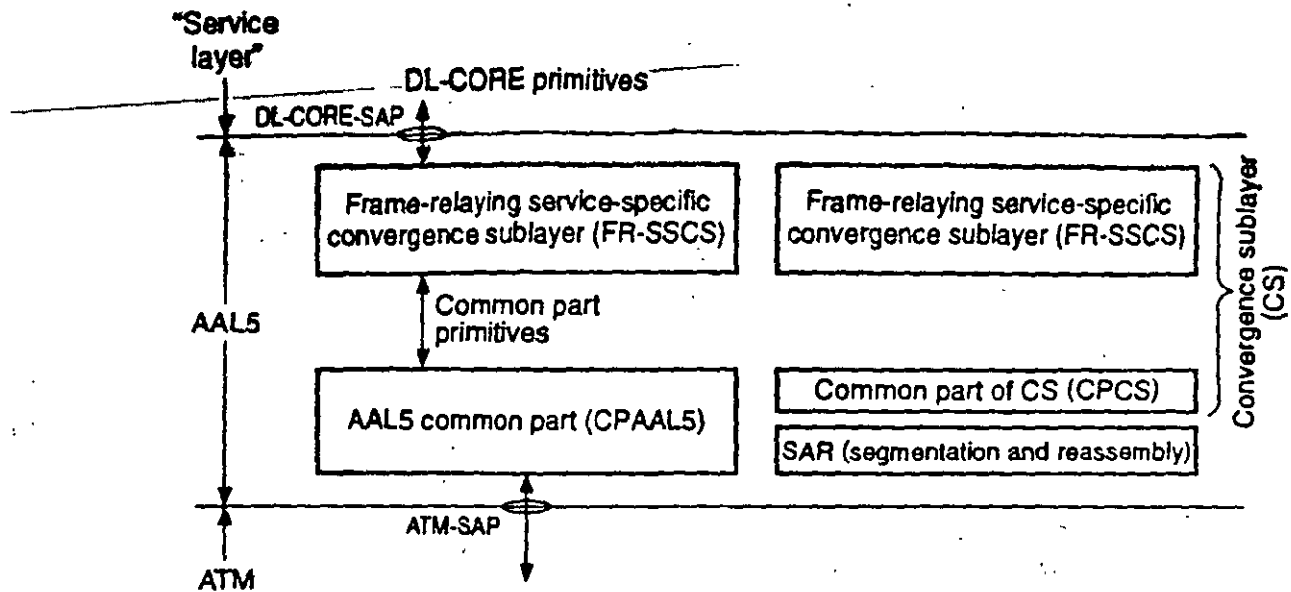 "Service
layer"
DL-CORE primitives
DL-CORE-SAP
Frame-relaying service-specific
convergence sublayer (FR-SSCS)
Frame-relaying service-specific
convergence sublayer (FR-SSCS)
Convergence sublayer
(CS)
Common part
primitives
AAL5
AAL5 common part (CPAAL5)
Common part of CS (CPCS)
SAR (segmentation and reassembly)
ATM-SAP
ATM